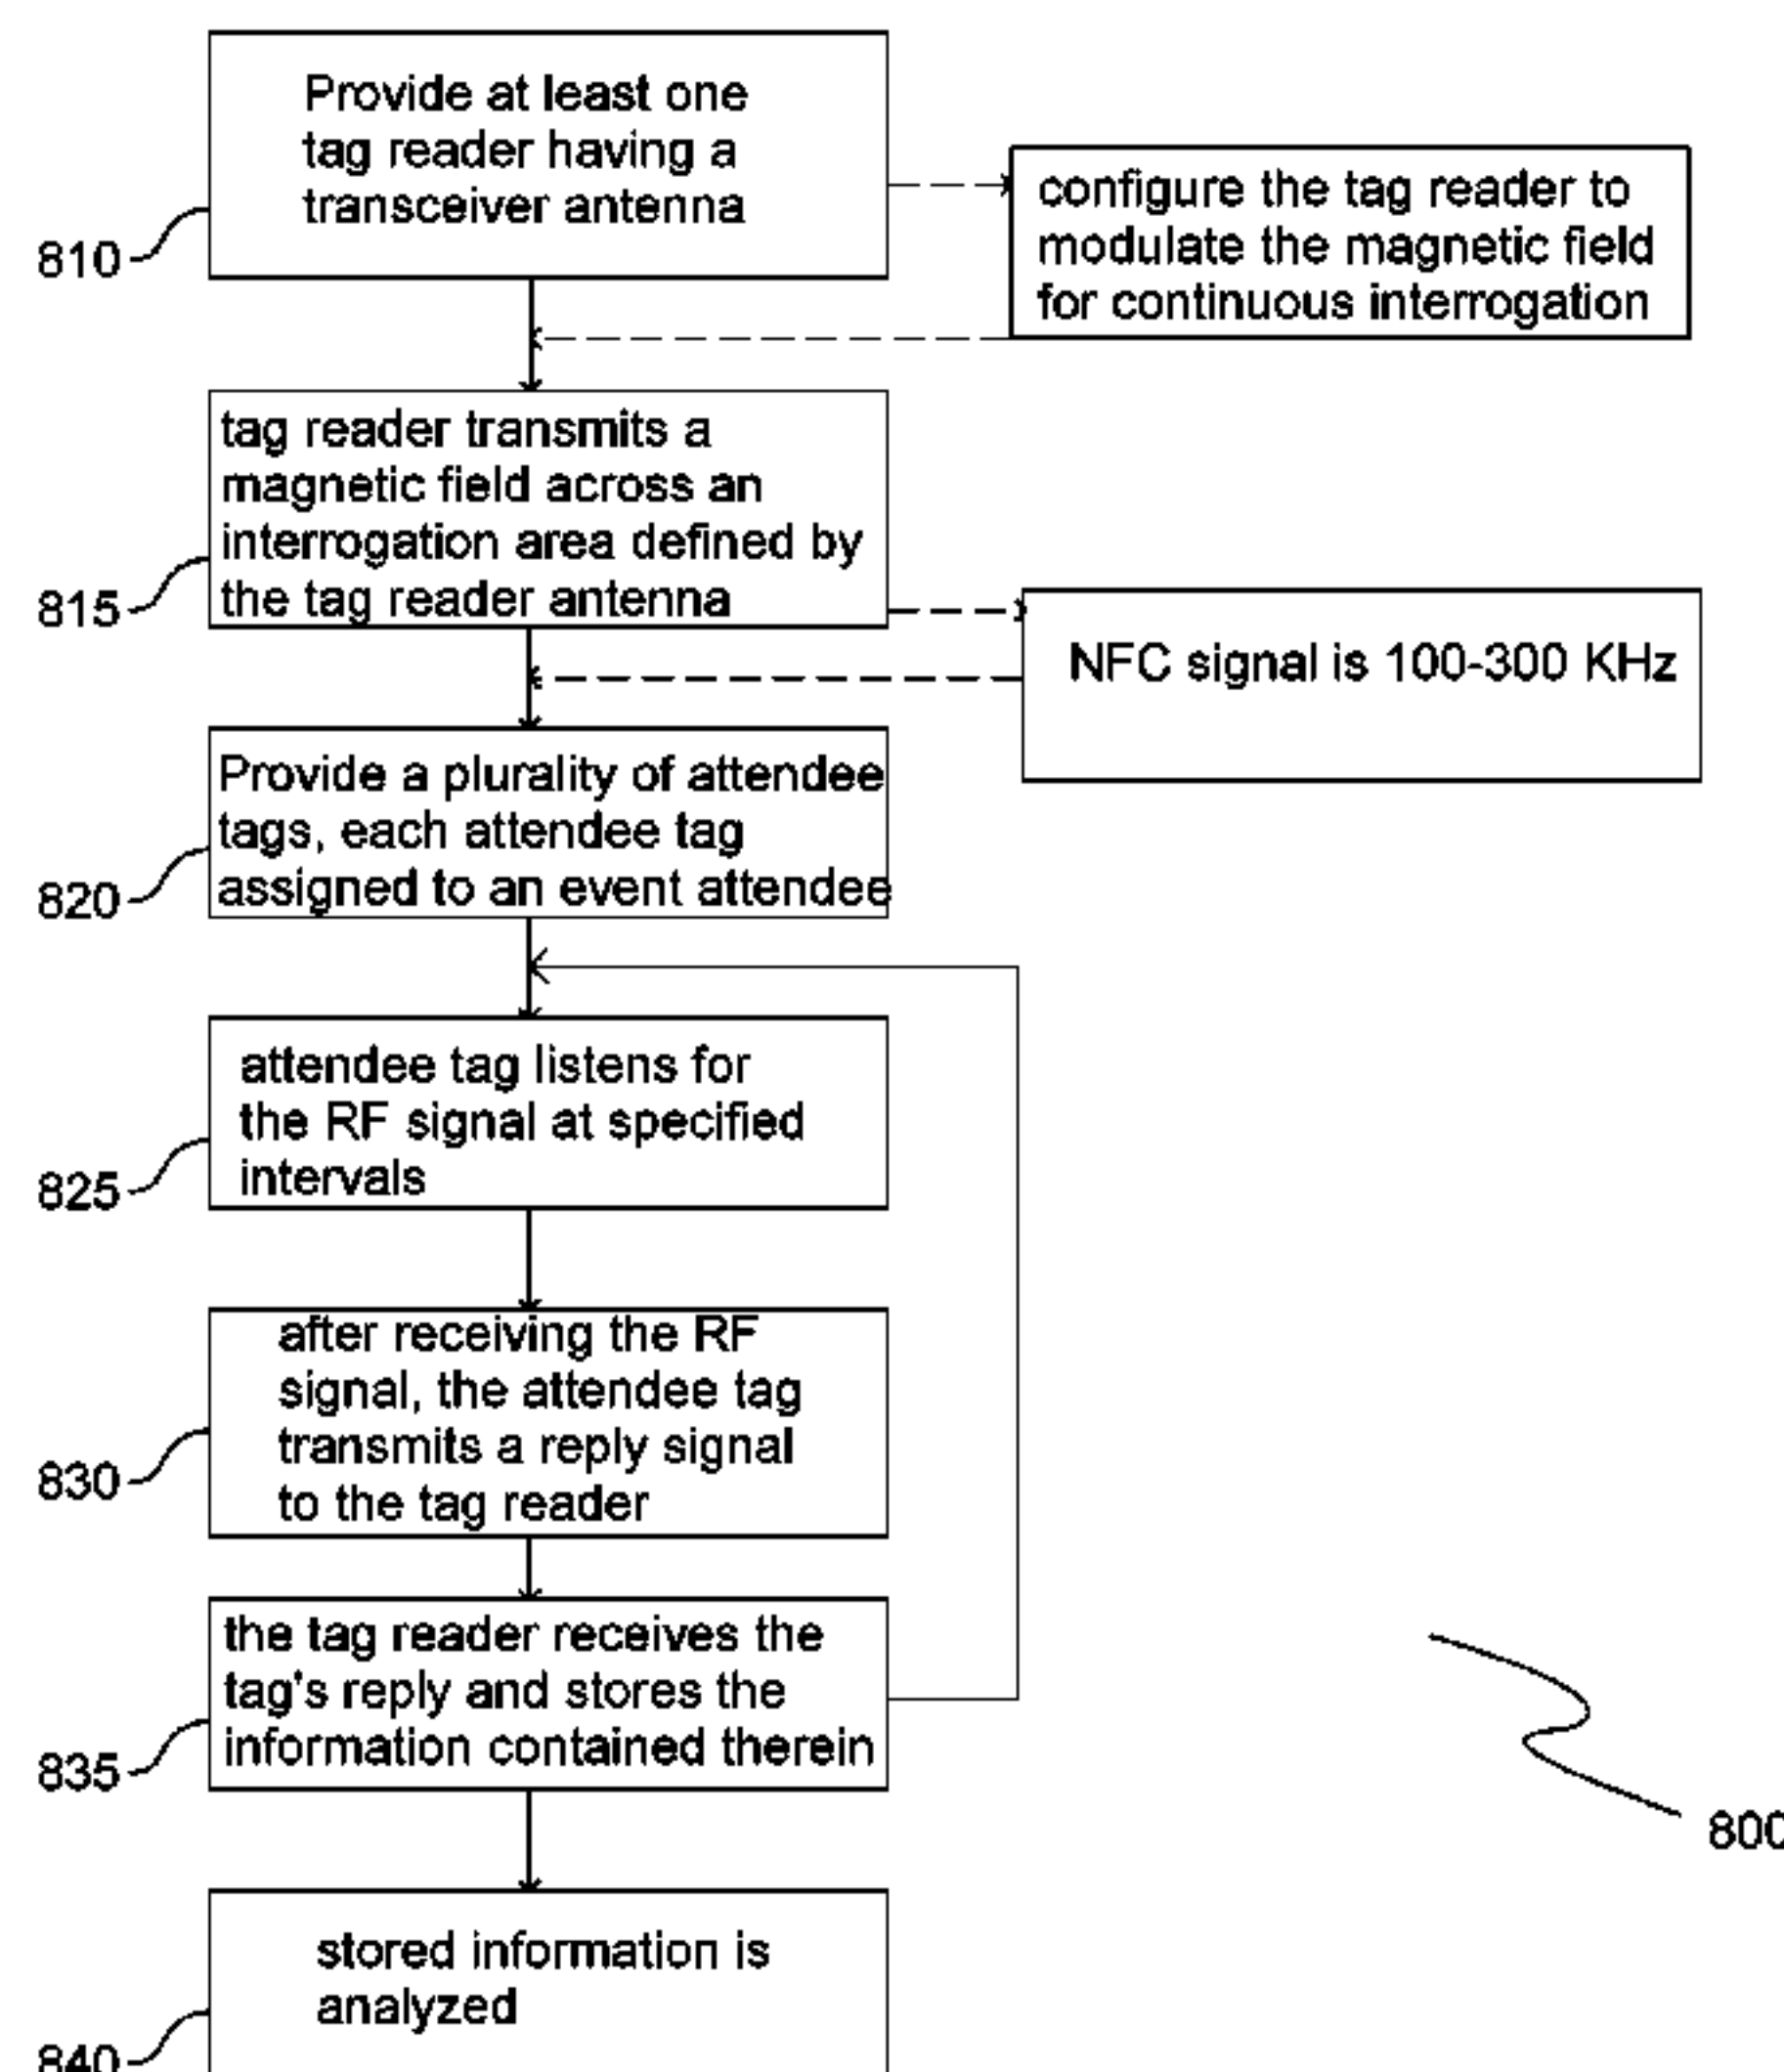 Provide at least one
tag reader having a
transceiver antenna
810
configure the tag reader to
modulate the magnetic field
for continuous interrogation
tag reader transmits a
magnetic field across an
interrogation area defined by
the tag reader antenna
815
NFC signal is 100-300 KHz
Provide a plurality of attendee
tags, each attendee tag
assigned to an event attendee
820
attendee tag listens for
the RF signal at specified
intervals
825
after receiving the RF
signal, the attendee tag
transmits a reply signal
to the tag reader
830
the tag reader receives the
tag's reply and stores the
information contained therein
835
800
stored information is
analyzed
840